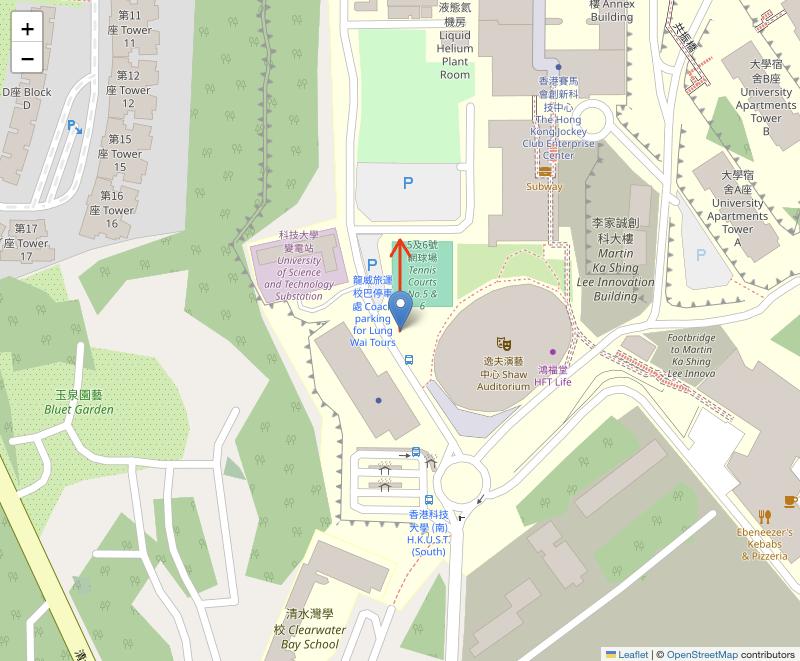 +
−
第11
座 Tower
11
第12
座 Tower
12
第15
座 Tower
15
第16
座 Tower
16
第17
座 Tower
17
D座 Block
D
P
液態氦
機房
Liquid
Helium
Plant
Room
樓 Annex
Building
共振橋
大學宿
舍B座
University
Apartments
Tower
B
香港賽馬
會創新科
技中心
The Hong
Kong Jockey
Club Enterprise
Center
Subway
P
大學宿
舍A座
University
Apartments
Tower
A
P
李家誠創
科大樓
Martin
Ka Shing
Lee Innovation
Building
科技大學
變電站
University
of Science
and Technology
Substation
5及6號
網球場
Tennis
Courts
No.5 &
6
P
龍威旅運
校巴停車
處 Coach
parking
for Lung
Wai Tours
逸夫演藝
中心 Shaw
Auditorium
鴻福堂
HFT Life
Footbridge
to Martin
Ka Shing
Lee Innova
玉泉園藝
Bluet Garden
香港科技
大學 (南)
H.K.U.S.T.
(South)
Ebeneezer's
Kebabs
& Pizzeria
清水灣學
校 Clearwater
Bay School
清
Leaflet | © OpenStreetMap contributors